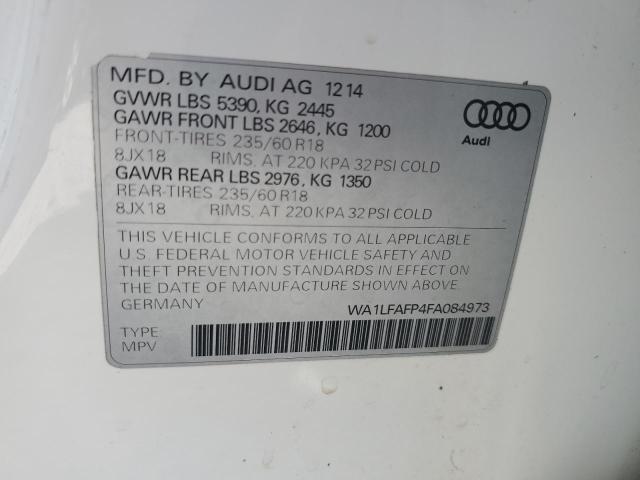 MFD. BY AUDI AG 12 14
GVWR LBS 5390, KG 2445
GAWR FRONT LBS 2646, KG 1200
FRONT-TIRES 235/60 R18
8JX18 RIMS, AT 220 KPA 32 PSI COLD
GAWR REAR LBS 2976, KG 1350
REAR-TIRES 235/60 R18
8JX18 RIMS, AT 220 KPA 32 PSI COLD
Audi
THIS VEHICLE CONFORMS TO ALL APPLICABLE
U.S. FEDERAL MOTOR VEHICLE SAFETY AND
THEFT PREVENTION STANDARDS IN EFFECT ON
THE DATE OF MANUFACTURE SHOWN ABOVE.
GERMANY WA1LFAFP4FA084973
TYPE
MPV